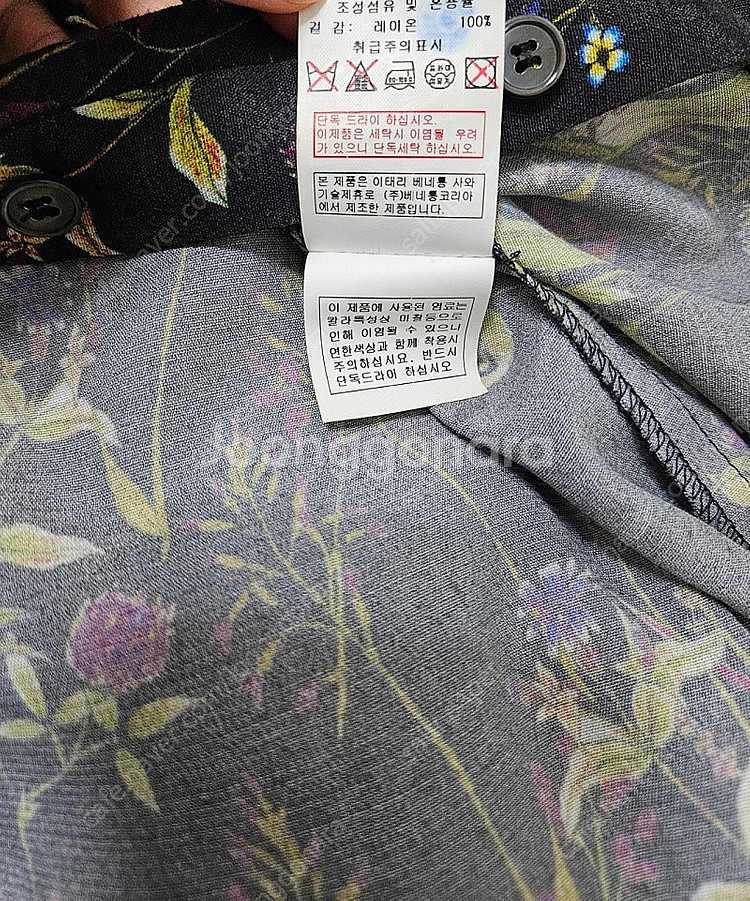 조성섬유 및 혼용율
겉 감: 레이온 100%
취급주의표시
드라이
단독 드라이 하십시오.
이제품은 세탁시 이염될 우려
가 있으니 단독세탁 하십시오.
본 제품은 이태리 베네통 사와
기술제휴로 (주)베네통코리아
에서 제조한 제품입니다.
이 제품에 사용된 염료는
칼라특성상 마찰등으로
인해 이염될 수 있으니
연한색상과 함께 착용시
주의하십시요. 반드시
단독드라이 하십시오
Joonggonara